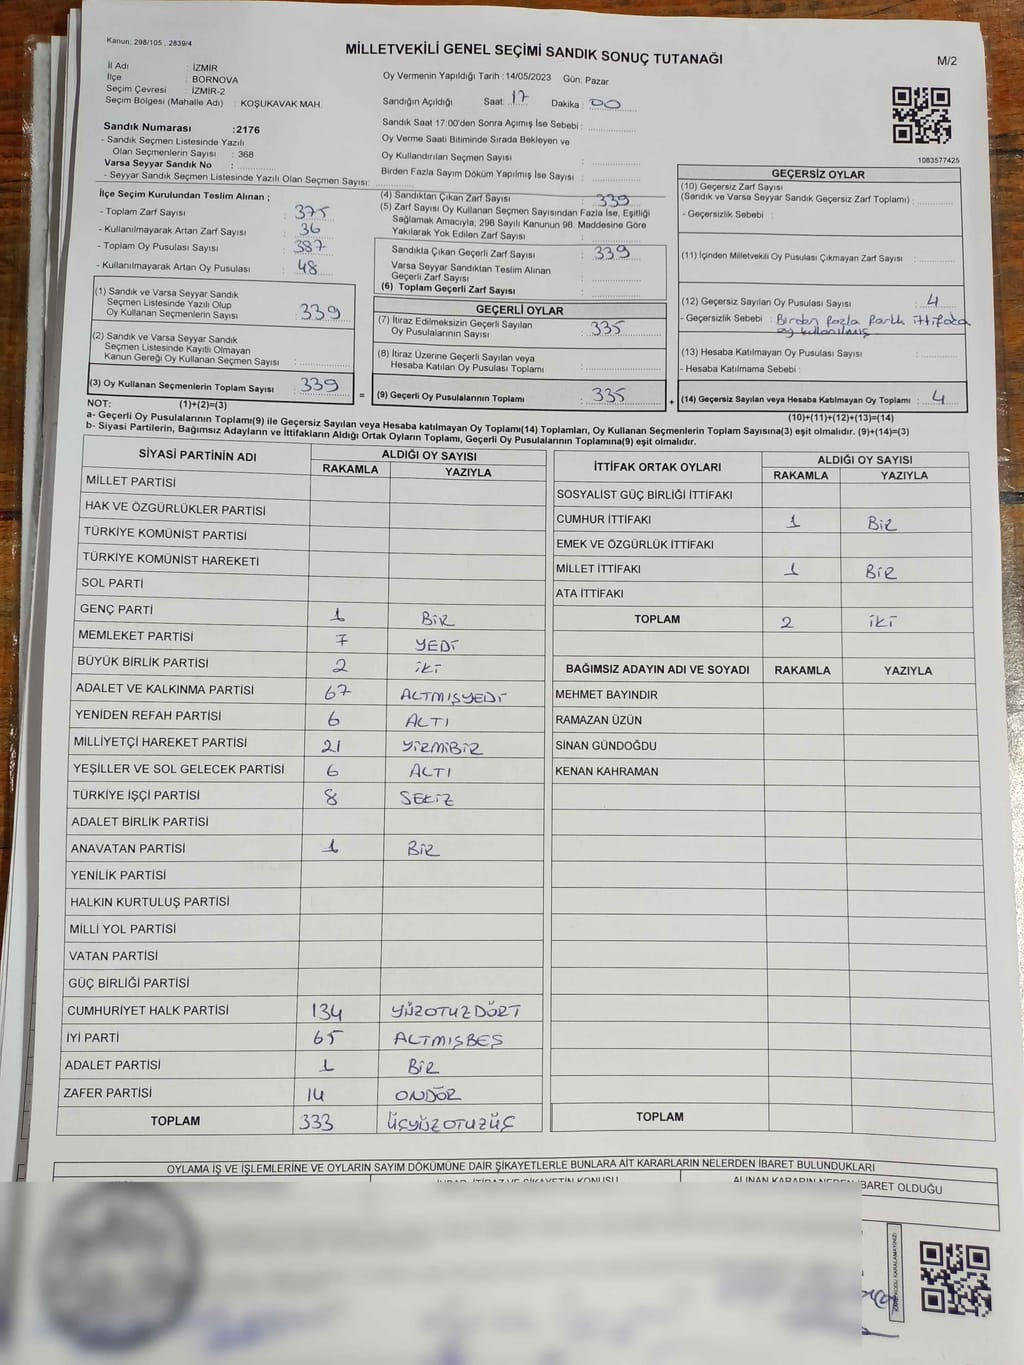 Kanun; 298/105 , 2839/4
MİLLETVEKİLİ GENEL SEÇİMİ SANDIK SONUÇ TUTANAĞI
M/2
İl Adı : İZMİR
İlçe BORNOVA
Seçim Çevresi : İZMİR-2
Seçim Bölgesi (Mahalle Adı) : KOŞUKAVAK MAH.
Oy Vermenin Yapıldığı Tarih :14/05/2023 Gün: Pazar
Sandığın Açıldığı Saat: 17 Dakika : 00
Sandık Saat 17:00'den Sonra Açımış İse Sebebi :
Oy Verme Saati Bitiminde Sırada Bekleyen ve
Oy Kullandırılan Seçmen Sayısı :
Birden Fazla Sayım Döküm Yapılmış İse Sayısı :
Sandık Numarası :2176
- Sandık Seçmen Listesinde Yazılı
Olan Seçmenlerin Sayısı : 368
Varsa Seyyar Sandık No :
- Seyyar Sandık Seçmen Listesinde Yazılı Olan Seçmen Sayısı:
1083577425
İlçe Seçim Kurulundan Teslim Alınan ;
- Toplam Zarf Sayısı : 375
- Kullanılmayarak Artan Zarf Sayısı : 36
- Toplam Oy Pusulası Sayısı : 387
- Kullanılmayarak Artan Oy Pusulası : 48
(1) Sandık ve Varsa Seyyar Sandık
Seçmen Listesinde Yazılı Olup
Oy Kullanan Seçmenlerin Sayısı : 339
(2) Sandık ve Varsa Seyyar Sandık
Seçmen Listesinde Kayıtlı Olmayan
Kanun Gereği Oy Kullanan Seçmen Sayısı :
(3) Oy Kullanan Seçmenlerin Toplam Sayısı : 339
(4) Sandıktan Çıkan Zarf Sayısı : 339
(5) Zarf Sayısı Oy Kullanan Seçmen Sayısından Fazla İse, Eşitliği
Sağlamak Amacıyla, 298 Sayılı Kanunun 98. Maddesine Göre
Yakılarak Yok Edilen Zarf Sayısı :
Sandıkta Çıkan Geçerli Zarf Sayısı : 339
Varsa Seyyar Sandıktan Teslim Alınan
Geçerli Zarf Sayısı :
(6) Toplam Geçerli Zarf Sayısı :
GEÇERLİ OYLAR
(7) İtiraz Edilmeksizin Geçerli Sayılan
Oy Pusulalarının Sayısı : 335
(8) İtiraz Üzerine Geçerli Sayılan veya
Hesaba Katılan Oy Pusulası Toplamı :
= (9) Geçerli Oy Pusulalarının Toplamı : 335 +
GEÇERSİZ OYLAR
(10) Geçersiz Zarf Sayısı
(Sandık ve Varsa Seyyar Sandık Geçersiz Zarf Toplamı) :
- Geçersizlik Sebebi :
(11) İçinden Milletvekili Oy Pusulası Çıkmayan Zarf Sayısı :
(12) Geçersiz Sayılan Oy Pusulası Sayısı : 4
- Geçersizlik Sebebi : Birden fazla Partili ittifaka
oy kullanılmış
(13) Hesaba Katılmayan Oy Pusulası Sayısı :
- Hesaba Katılmama Sebebi :
(14) Geçersiz Sayılan veya Hesaba Katılmayan Oy Toplamı : 4
NOT: (1)+(2)=(3)
(10)+(11)+(12)+(13)=(14)
a- Geçerli Oy Pusulalarının Toplamı(9) ile Geçersiz Sayılan veya Hesaba katılmayan Oy Toplamı(14) Toplamları, Oy Kullanan Seçmenlerin Toplam Sayısına(3) eşit olmalıdır. (9)+(14)=(3)
b- Siyasi Partilerin, Bağımsız Adayların ve İttifakların Aldığı Ortak Oyların Toplamı, Geçerli Oy Pusulalarının Toplamına(9) eşit olmalıdır.
SİYASİ PARTİNİN ADI ALDIĞI OY SAYISI
RAKAMLA YAZIYLA
MİLLET PARTİSİ
HAK VE ÖZGÜRLÜKLER PARTİSİ
TÜRKİYE KOMÜNİST PARTİSİ
TÜRKİYE KOMÜNİST HAREKETİ
SOL PARTİ
GENÇ PARTİ 1 BİR
MEMLEKET PARTİSİ 7 YEDİ
BÜYÜK BİRLİK PARTİSİ 2 İKİ
ADALET VE KALKINMA PARTİSİ 67 ALTMIŞYEDİ
YENİDEN REFAH PARTİSİ 6 ALTI
MİLLİYETÇİ HAREKET PARTİSİ 21 YİRMİBİR
YEŞİLLER VE SOL GELECEK PARTİSİ 6 ALTI
TÜRKİYE İŞÇİ PARTİSİ 8 SEKİZ
ADALET BİRLİK PARTİSİ
ANAVATAN PARTİSİ 1 BİR
YENİLİK PARTİSİ
HALKIN KURTULUŞ PARTİSİ
MİLLİ YOL PARTİSİ
VATAN PARTİSİ
GÜÇ BİRLİĞİ PARTİSİ
CUMHURİYET HALK PARTİSİ 134 YÜZOTUZDÖRT
İYİ PARTİ 65 ALTMIŞBEŞ
ADALET PARTİSİ 1 BİR
ZAFER PARTİSİ 14 ONDÖR
TOPLAM 333 ÜÇYÜZOTUZÜÇ
İTTİFAK ORTAK OYLARI ALDIĞI OY SAYISI
RAKAMLA YAZIYLA
SOSYALIST GÜÇ BİRLİĞİ İTTİFAKI
CUMHUR İTTİFAKI 1 BİR
EMEK VE ÖZGÜRLÜK İTTİFAKI
MİLLET İTTİFAKI 1 BİR
ATA İTTİFAKI
TOPLAM 2 İKİ
BAĞIMSIZ ADAYIN ADI VE SOYADI RAKAMLA YAZIYLA
MEHMET BAYINDIR
RAMAZAN ÜZÜN
SİNAN GÜNDOĞDU
KENAN KAHRAMAN
TOPLAM
OYLAMA İŞ VE İŞLEMLERİNE VE OYLARIN SAYIM DÖKÜMÜNE DAİR ŞİKAYETLERLE BUNLARA AİT KARARLARIN NELERDEN İBARET BULUNDUKLARI
İHBAR, İTİRAZ VE ŞİKAYETİN KONUSU ALINAN KARARIN NEDEN İBARET OLDUĞU